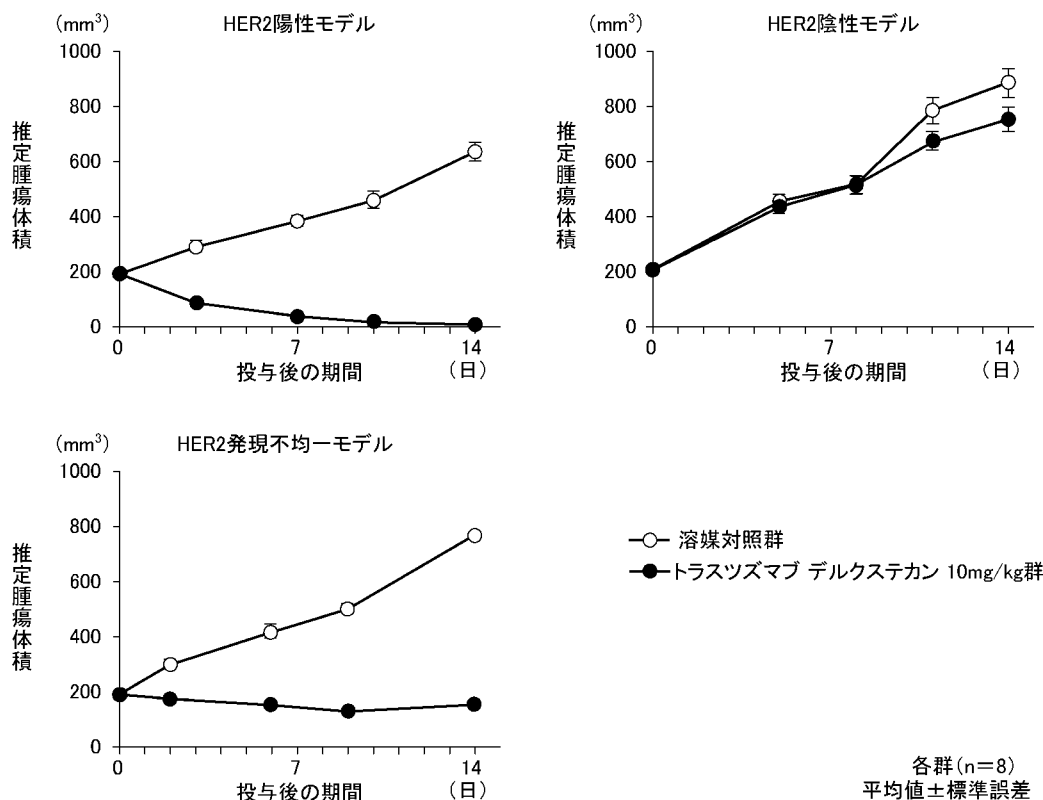 (mm³) HER2陽性モデル
1000
800
600
400
200
0
推定腫瘍体積
0 7 14
投与後の期間 (日)
(mm³) HER2陰性モデル
1000
800
600
400
200
0
推定腫瘍体積
0 7 14
投与後の期間 (日)
(mm³) HER2発現不均一モデル
1000
800
600
400
200
0
推定腫瘍体積
0 7 14
投与後の期間 (日)
溶媒対照群
トラスツズマブ デルクステカン 10mg/kg群
各群(n=8)
平均値±標準誤差